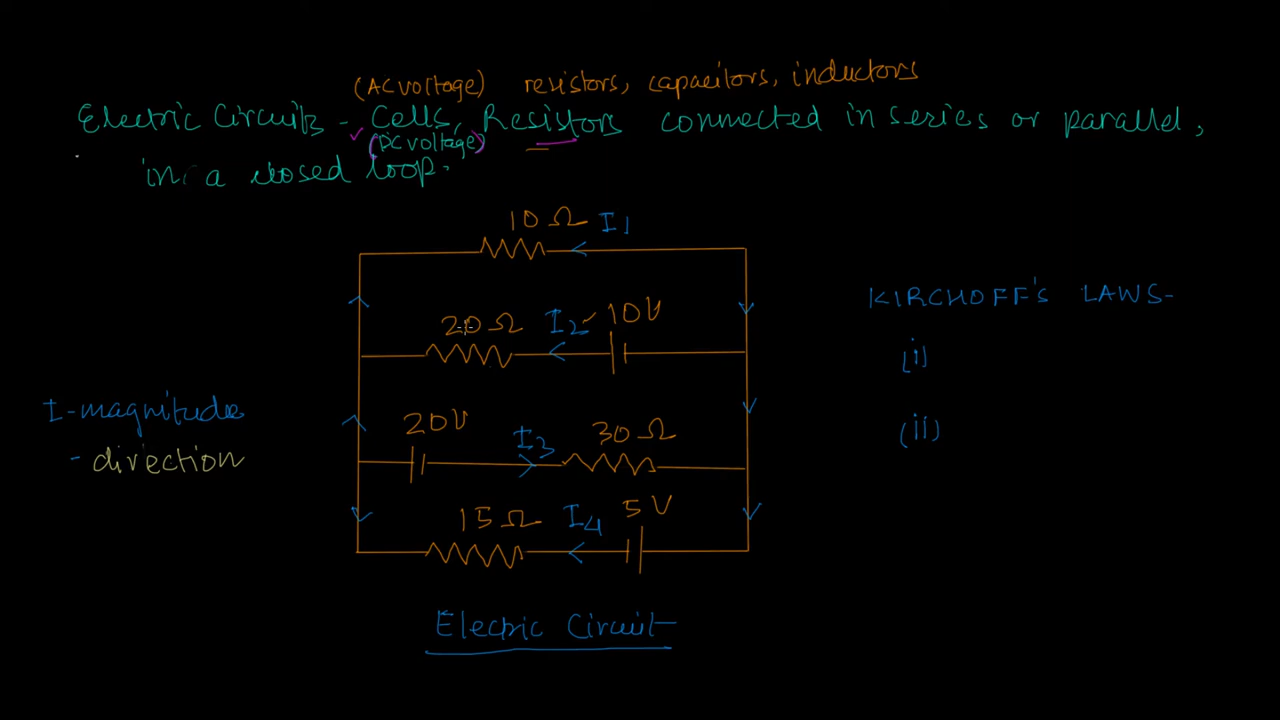 (AC voltage) resistors, capacitors, inductors
Electric Circuits - Cells, Resistors connected in series or parallel,
(DC voltage)
in a closed loop.
10 Ω I1
20 Ω I2 10V
KIRCHOFF'S LAWS-
(i)
(ii)
I-magnitude
- direction
20V I3 30 Ω
15 Ω I4 5V
Electric Circuit